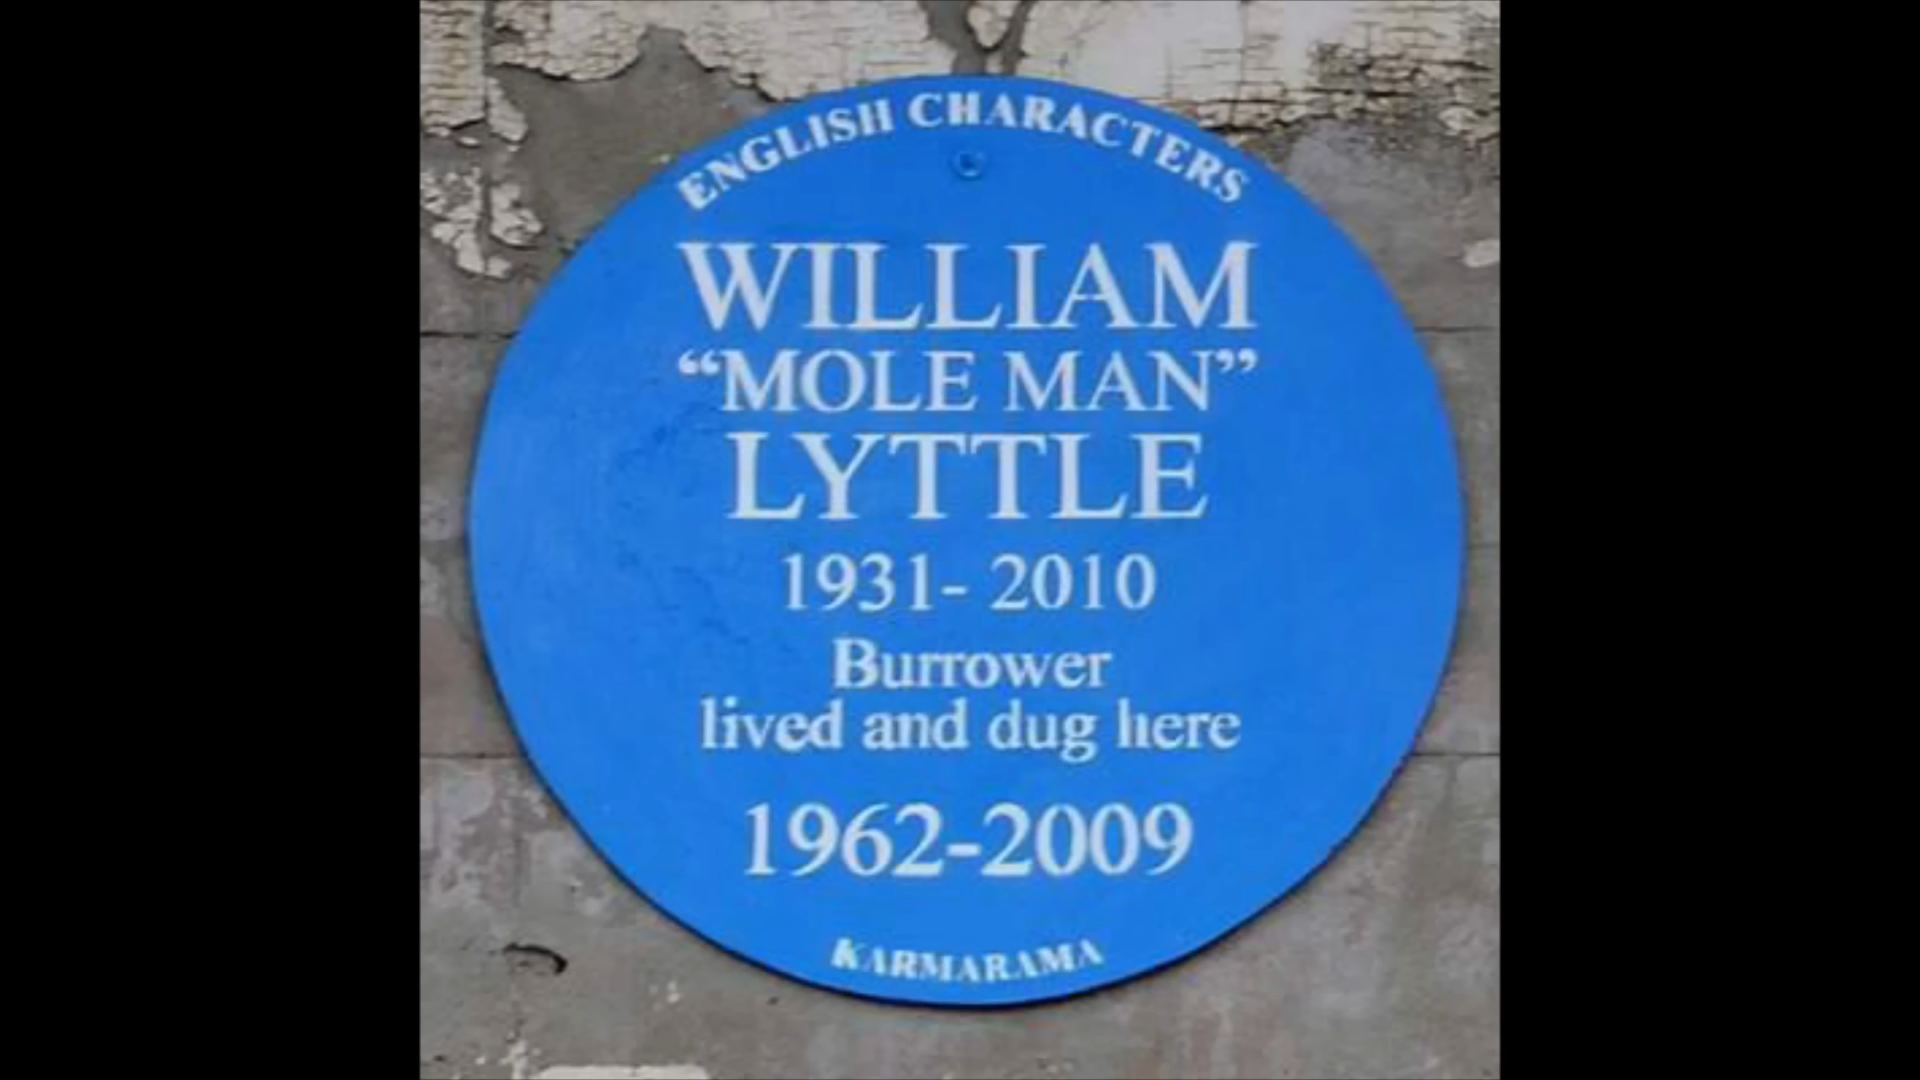 ENGLISH CHARACTERS
WILLIAM
“MOLE MAN”
LYTTLE
1931- 2010
Burrower
lived and dug here
1962-2009
KARMARAMA